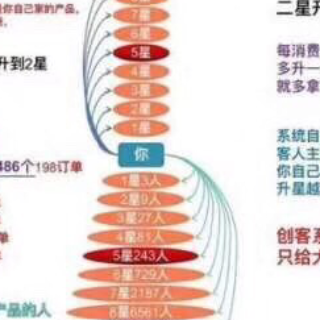 你自己家的产品。
7星
6星
5星
4星
3星
2星
1星
升到2星
你
486个198订单
1星3人
2星9人
3星27人
4星81人
5星243人
6星729人
7星2187人
8星6561人
产品的人
二星升
每消费
多升一
就多拿
系统自
客人主
你自己
升星越
创客系
只给大